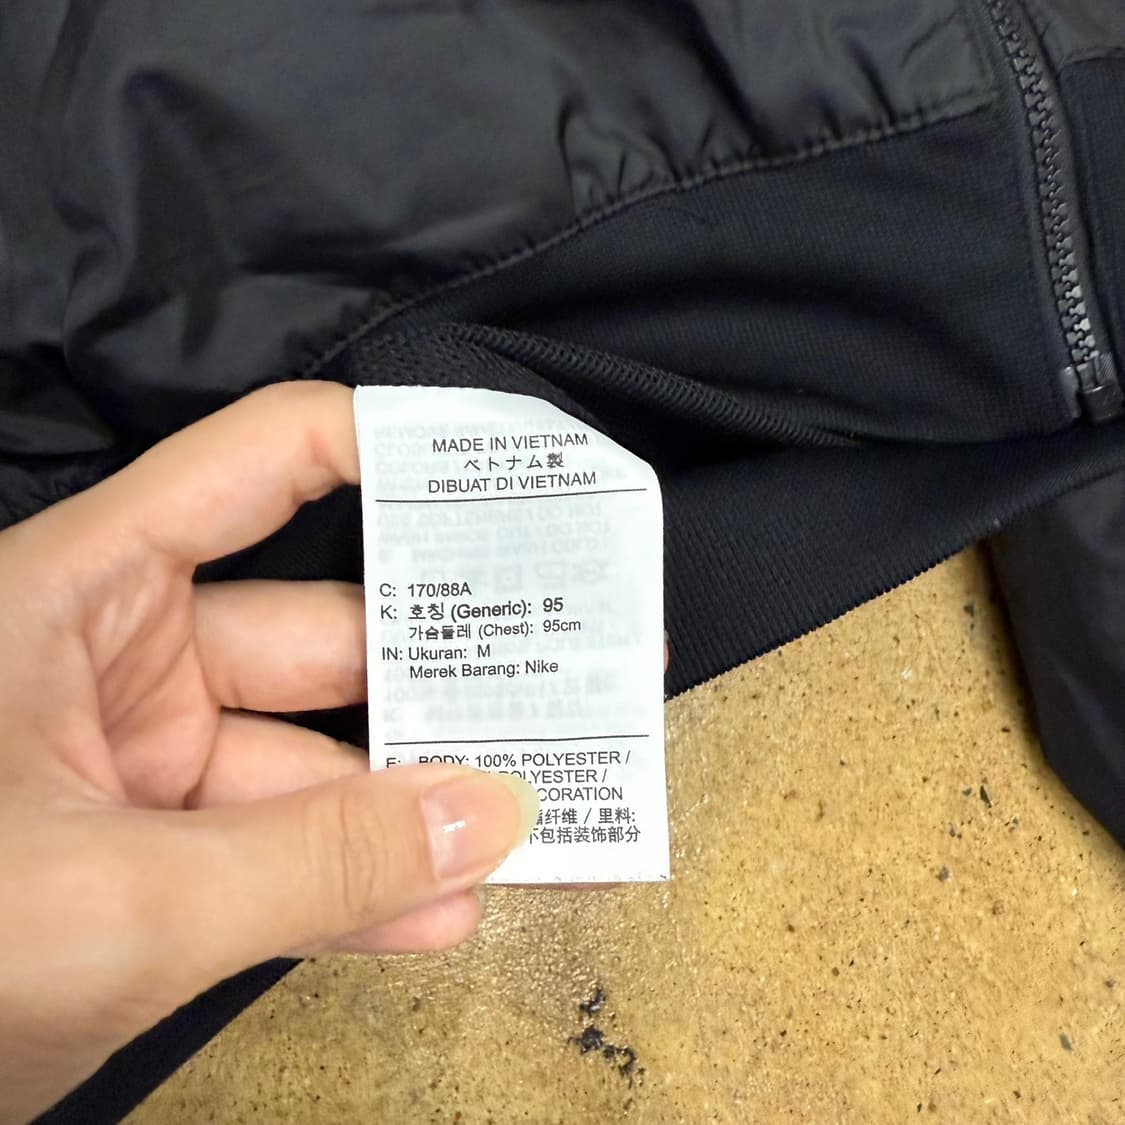 MADE IN VIETNAM
ベトナム製
DIBUAT DI VIETNAM
C: 170/88A
K: 호칭 (Generic): 95
가슴둘레 (Chest): 95cm
IN: Ukuran: M
Merek Barang: Nike
E: BODY: 100% POLYESTER /
POLYESTER /
CORATION
纤维 / 里料:
不包括装饰部分